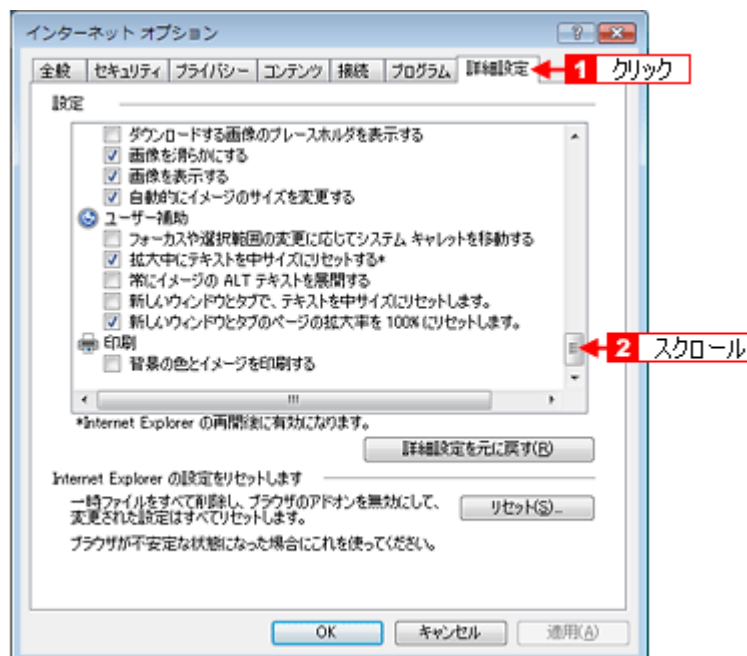 インターネット オプション
全般 セキュリティ プライバシー コンテンツ 接続 プログラム 詳細設定
1 クリック
設定
ダウンロードする画像のプレースホルダを表示する
画像を滑らかにする
画像を表示する
自動的にイメージのサイズを変更する
ユーザー補助
フォーカスや選択範囲の変更に応じてシステム キャレットを移動する
拡大中にテキストを中サイズにリセットする*
常にイメージの ALT テキストを展開する
新しいウィンドウとタブで、テキストを中サイズにリセットします。
新しいウィンドウとタブのページの拡大率を 100% にリセットします。
印刷
2 スクロール
背景の色とイメージを印刷する
*Internet Explorer の再開後に有効になります。
詳細設定を元に戻す(R)
Internet Explorer の設定をリセットします
一時ファイルをすべて削除し、ブラウザのアドオンを無効にして、
変更された設定はすべてリセットします。
リセット(S)...
ブラウザが不安定な状態になった場合にこれを使ってください。
OK キャンセル 適用(A)